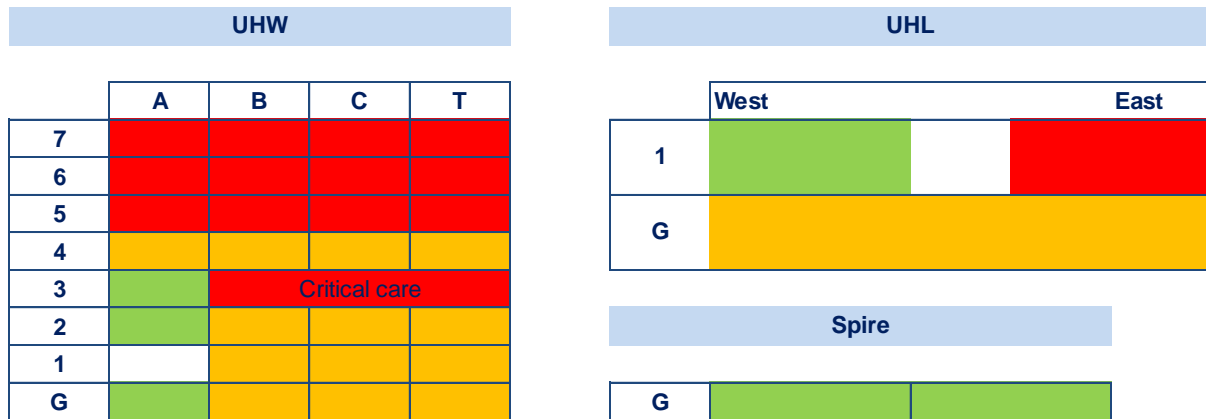 UHW
A B C T
7
6
5
4
3 Critical care
2
1
G
UHL
West East
1
G
Spire
G